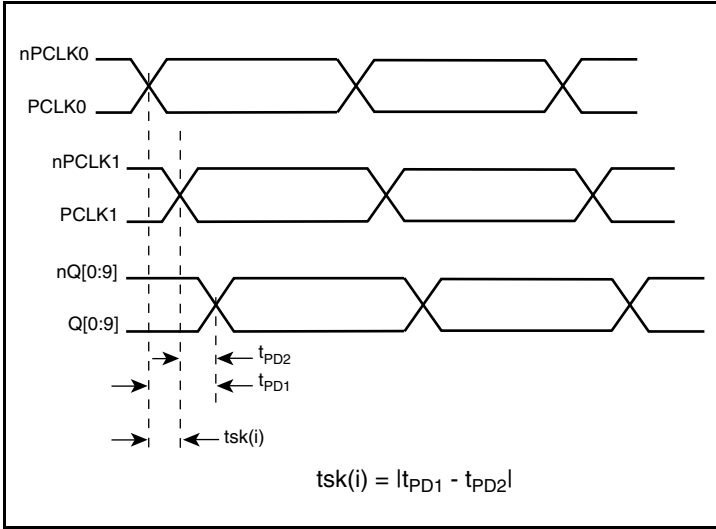 nPCLK0
PCLK0
nPCLK1
PCLK1
nQ[0:9]
Q[0:9]
tPD2
tPD1
tsk(i)
tsk(i) = |tPD1 - tPD2|